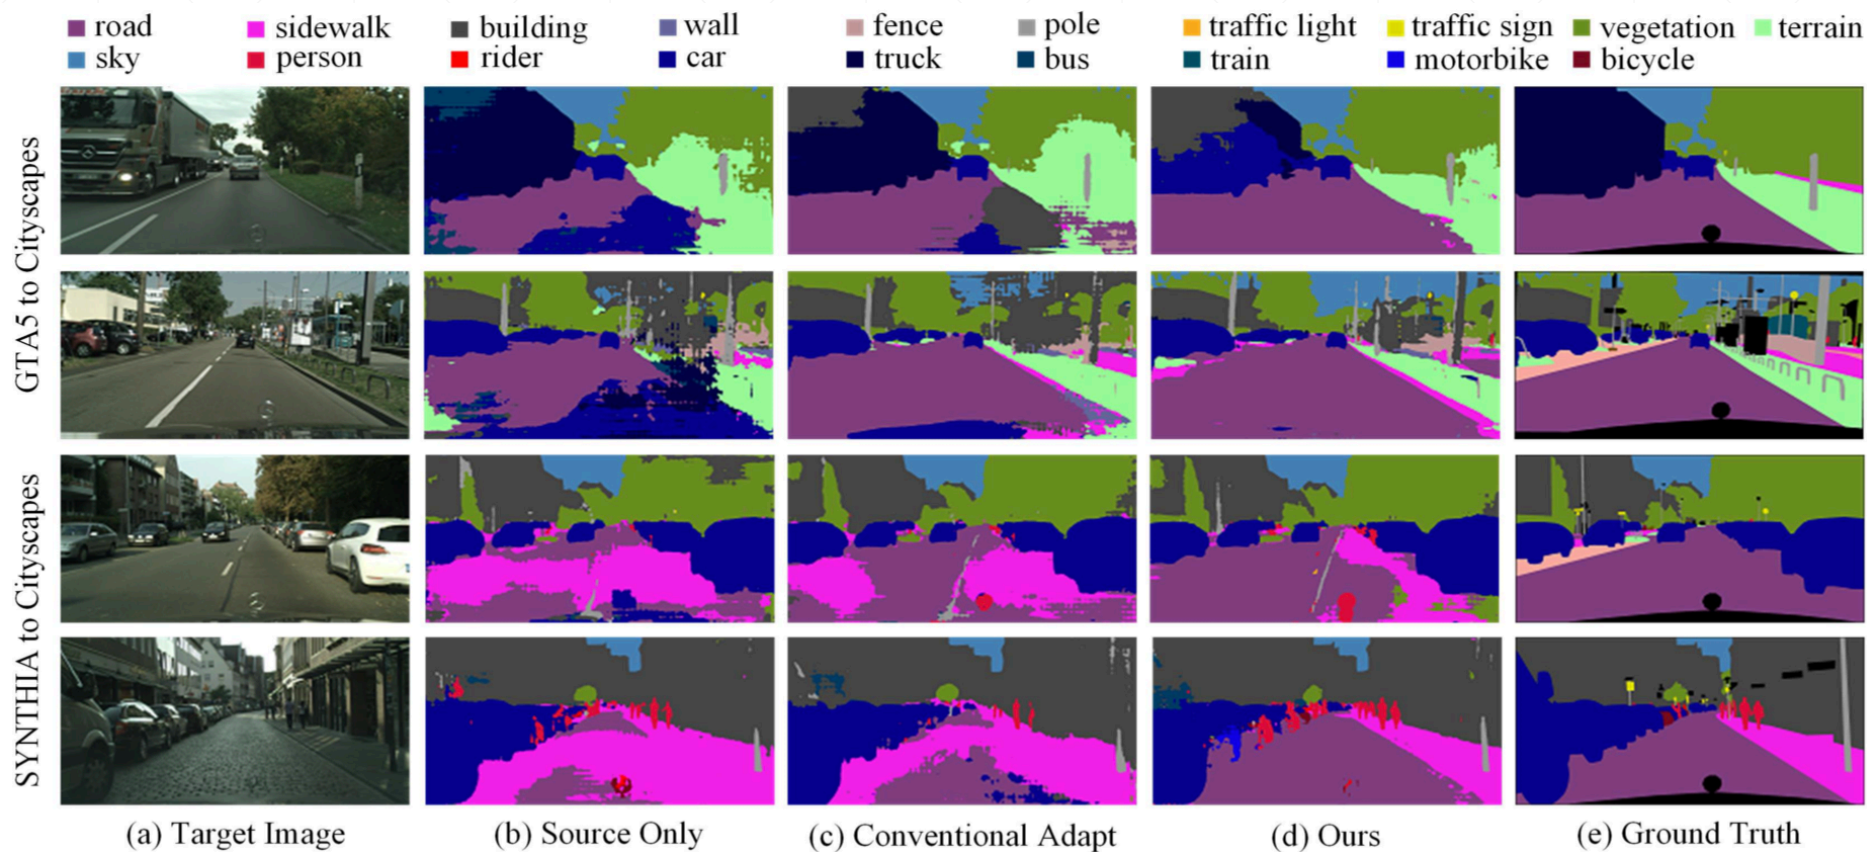 road sidewalk building wall fence pole traffic light traffic sign vegetation terrain
sky person rider car truck bus train motorbike bicycle
GTA5 to Cityscapes
SYNTHIA to Cityscapes
(a) Target Image (b) Source Only (c) Conventional Adapt (d) Ours (e) Ground Truth